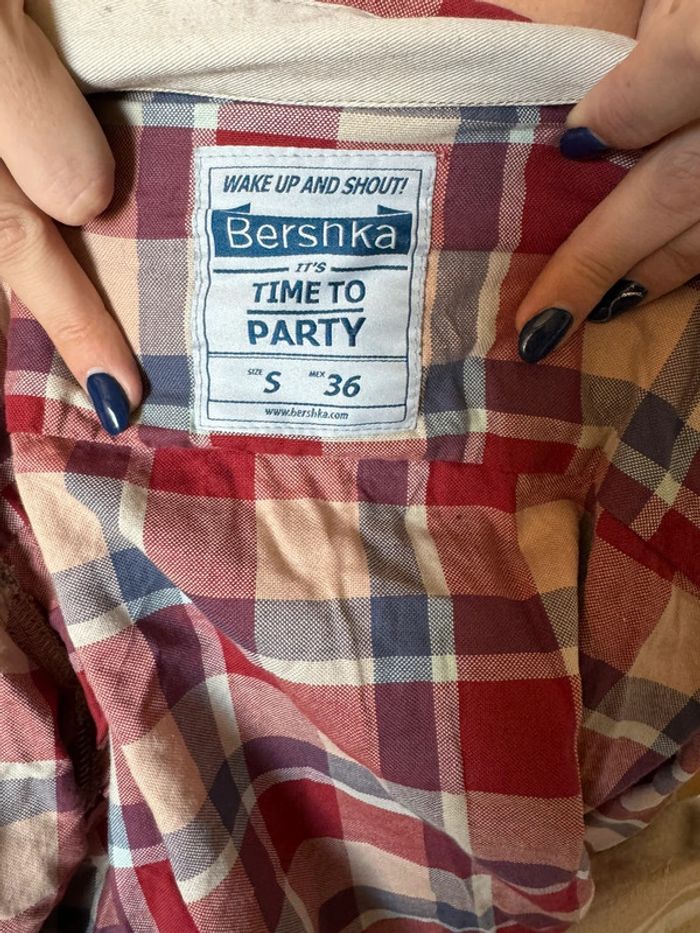 WAKE UP AND SHOUT!
Bershka
IT'S
TIME TO
PARTY
SIZE S MEX 36
www.bershka.com